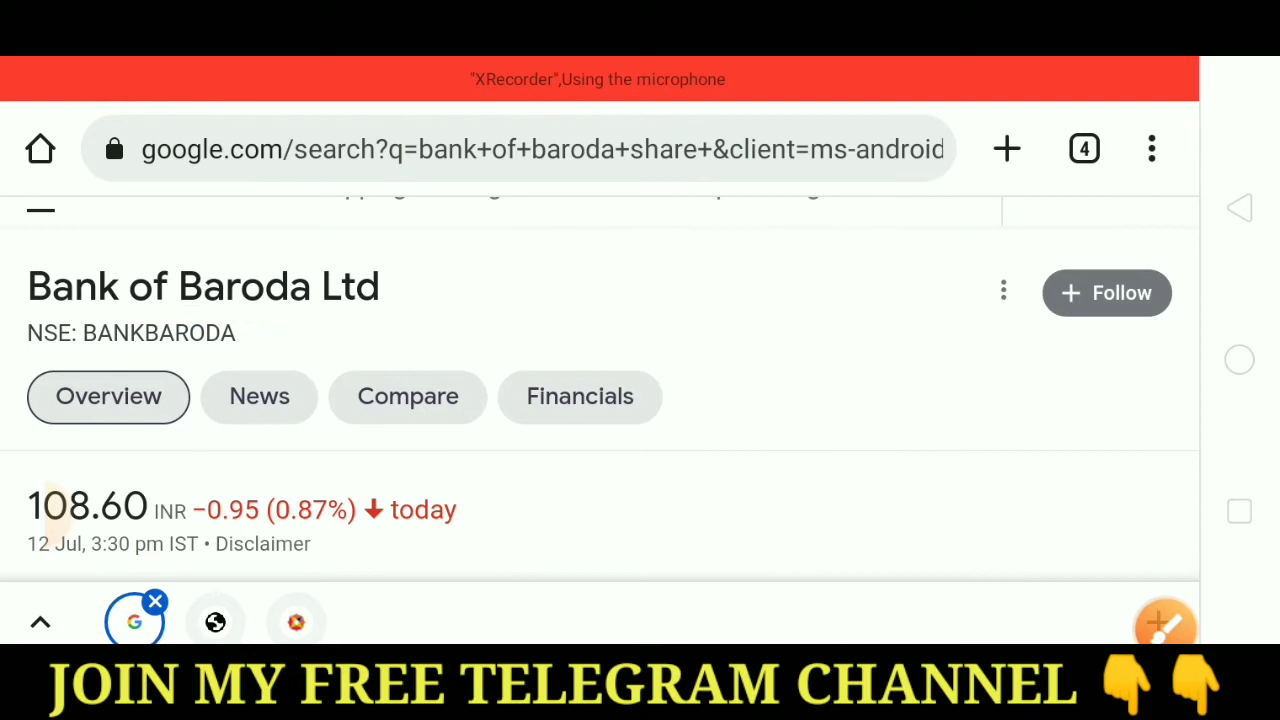 "XRecorder",Using the microphone
google.com/search?q=bank+of+baroda+share+&client=ms-android
4
Bank of Baroda Ltd
+ Follow
NSE: BANKBARODA
Overview News Compare Financials
108.60 INR −0.95 (0.87%) ↓ today
12 Jul, 3:30 pm IST • Disclaimer
JOIN MY FREE TELEGRAM CHANNEL 👇👇